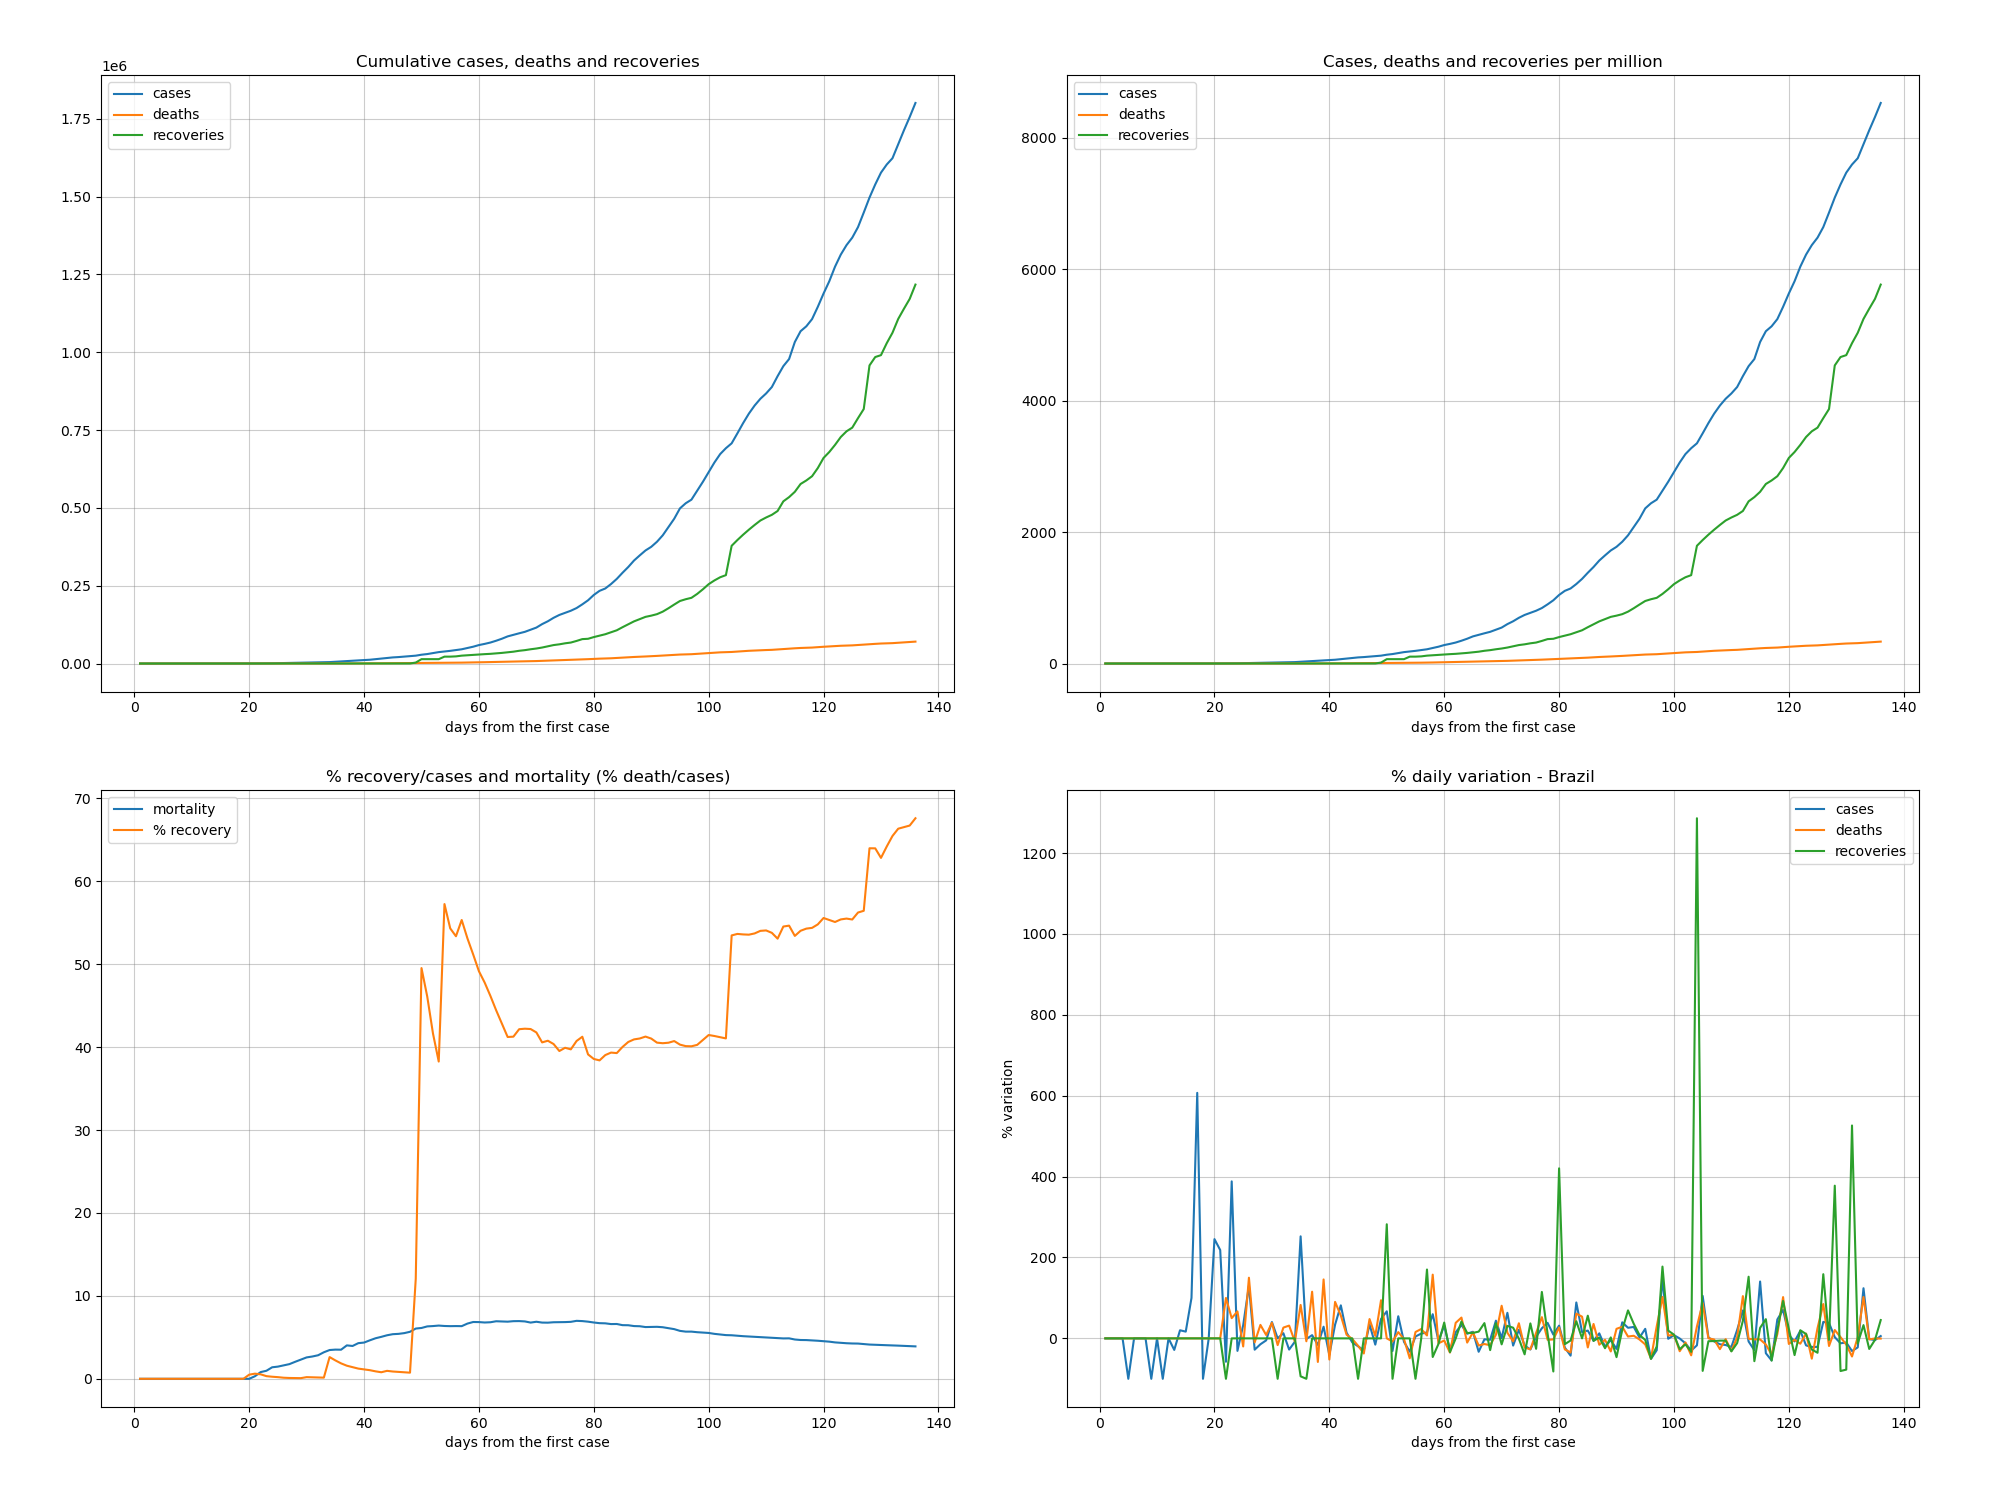 Cumulative cases, deaths and recoveries
1e6
cases
deaths
recoveries
1.75
1.50
1.25
1.00
0.75
0.50
0.25
0.00
0 20 40 60 80 100 120 140
days from the first case
Cases, deaths and recoveries per million
cases
deaths
recoveries
8000
6000
4000
2000
0
0 20 40 60 80 100 120 140
days from the first case
% recovery/cases and mortality (% death/cases)
mortality
% recovery
70
60
50
40
30
20
10
0
0 20 40 60 80 100 120 140
days from the first case
% daily variation - Brazil
cases
deaths
recoveries
% variation
1200
1000
800
600
400
200
0
0 20 40 60 80 100 120 140
days from the first case